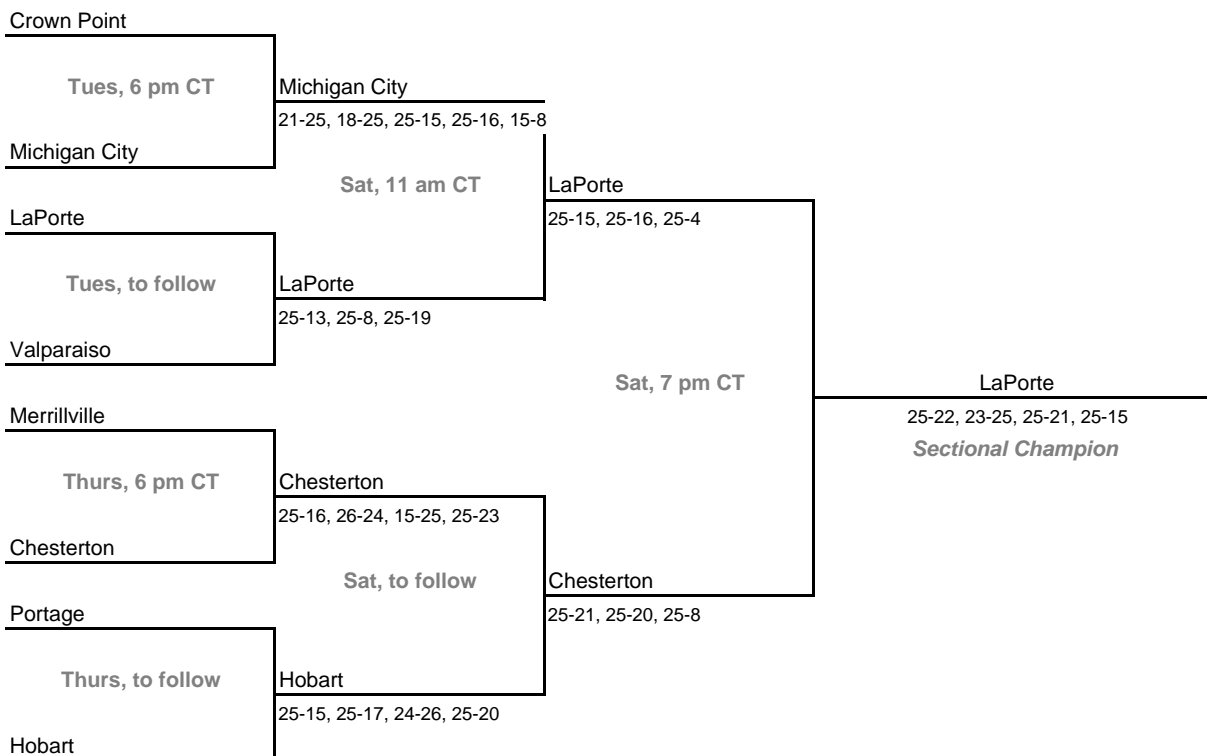 Crown Point
Tues, 6 pm CT
Michigan City
21-25, 18-25, 25-15, 25-16, 15-8
Michigan City
Sat, 11 am CT
LaPorte
25-15, 25-16, 25-4
LaPorte
Tues, to follow
LaPorte
25-13, 25-8, 25-19
Valparaiso
Sat, 7 pm CT
LaPorte
25-22, 23-25, 25-21, 25-15
Sectional Champion
Merrillville
Thurs, 6 pm CT
Chesterton
25-16, 26-24, 15-25, 25-23
Chesterton
Sat, to follow
Chesterton
25-21, 25-20, 25-8
Portage
Thurs, to follow
Hobart
25-15, 25-17, 24-26, 25-20
Hobart